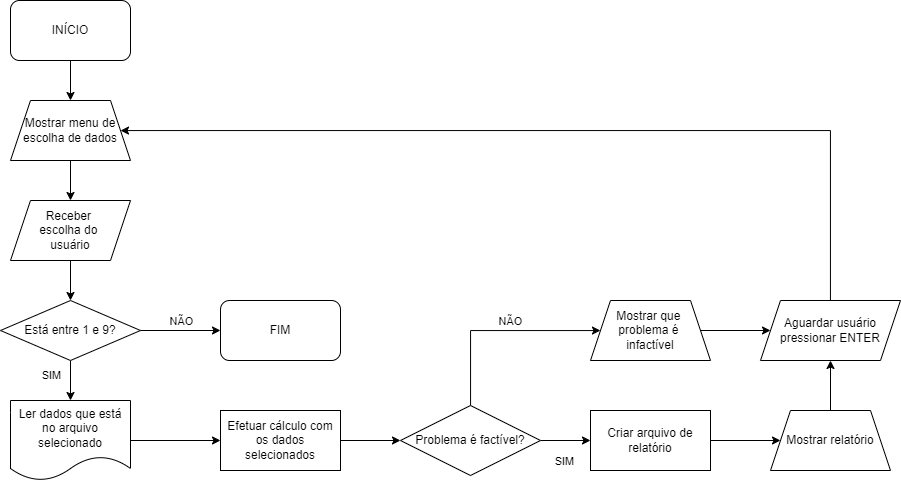 INÍCIO
Mostrar menu de
escolha de dados
Receber
escolha do
usuário
Está entre 1 e 9?
NÃO
FIM
SIM
Ler dados que está
no arquivo
selecionado
Efetuar cálculo com
os dados
selecionados
Problema é factível?
NÃO
Mostrar que
problema é
infactível
Aguardar usuário
pressionar ENTER
SIM
Criar arquivo de
relatório
Mostrar relatório